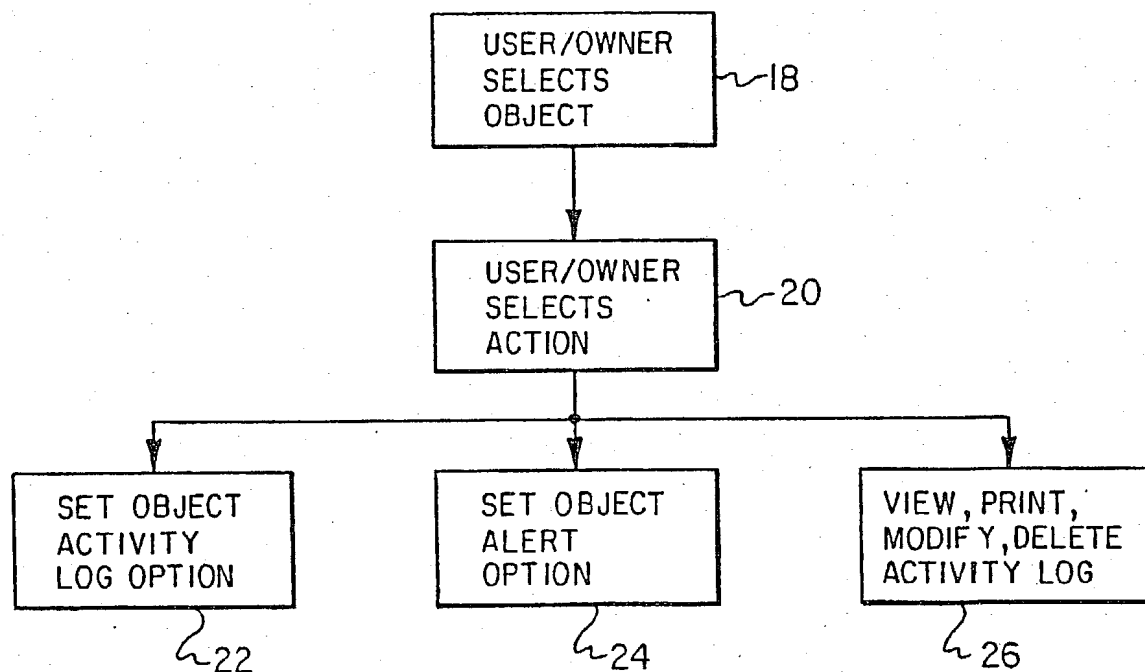 USER/OWNER
SELECTS
OBJECT
18
USER/OWNER
SELECTS
ACTION
20
SET OBJECT
ACTIVITY
LOG OPTION
22
SET OBJECT
ALERT
OPTION
24
VIEW, PRINT,
MODIFY, DELETE
ACTIVITY LOG
26